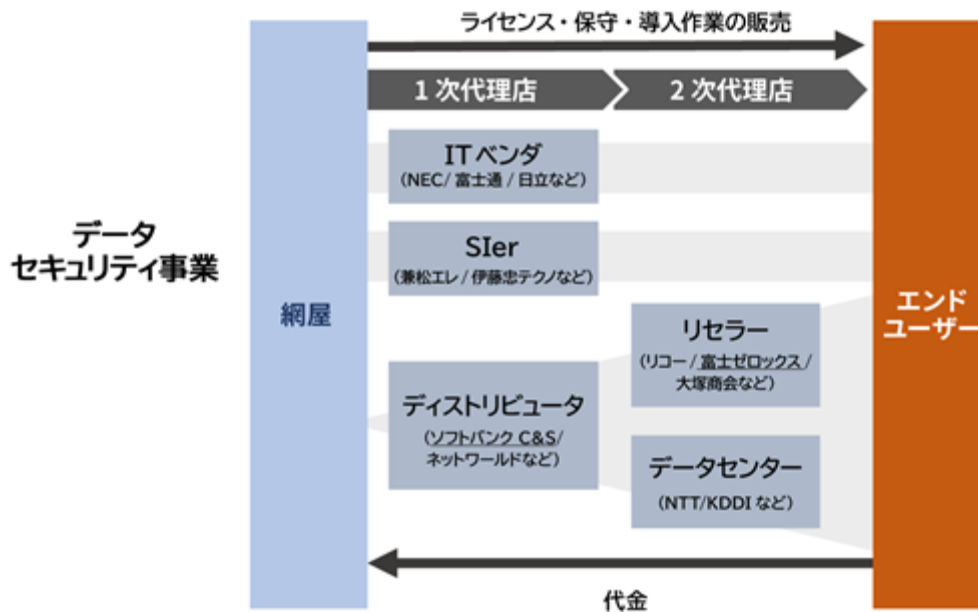 ライセンス・保守・導入作業の販売
1次代理店
2次代理店
ITベンダ
(NEC/ 富士通 / 日立など)
データ
セキュリティ事業
SIer
(兼松エレ / 伊藤忠テクノなど)
網屋
エンド
ユーザー
リセラー
(リコー / 富士ゼロックス /
大塚商会など)
ディストリビュータ
(ソフトバンク C&S/
ネットワールドなど)
データセンター
(NTT/KDDI など)
代金